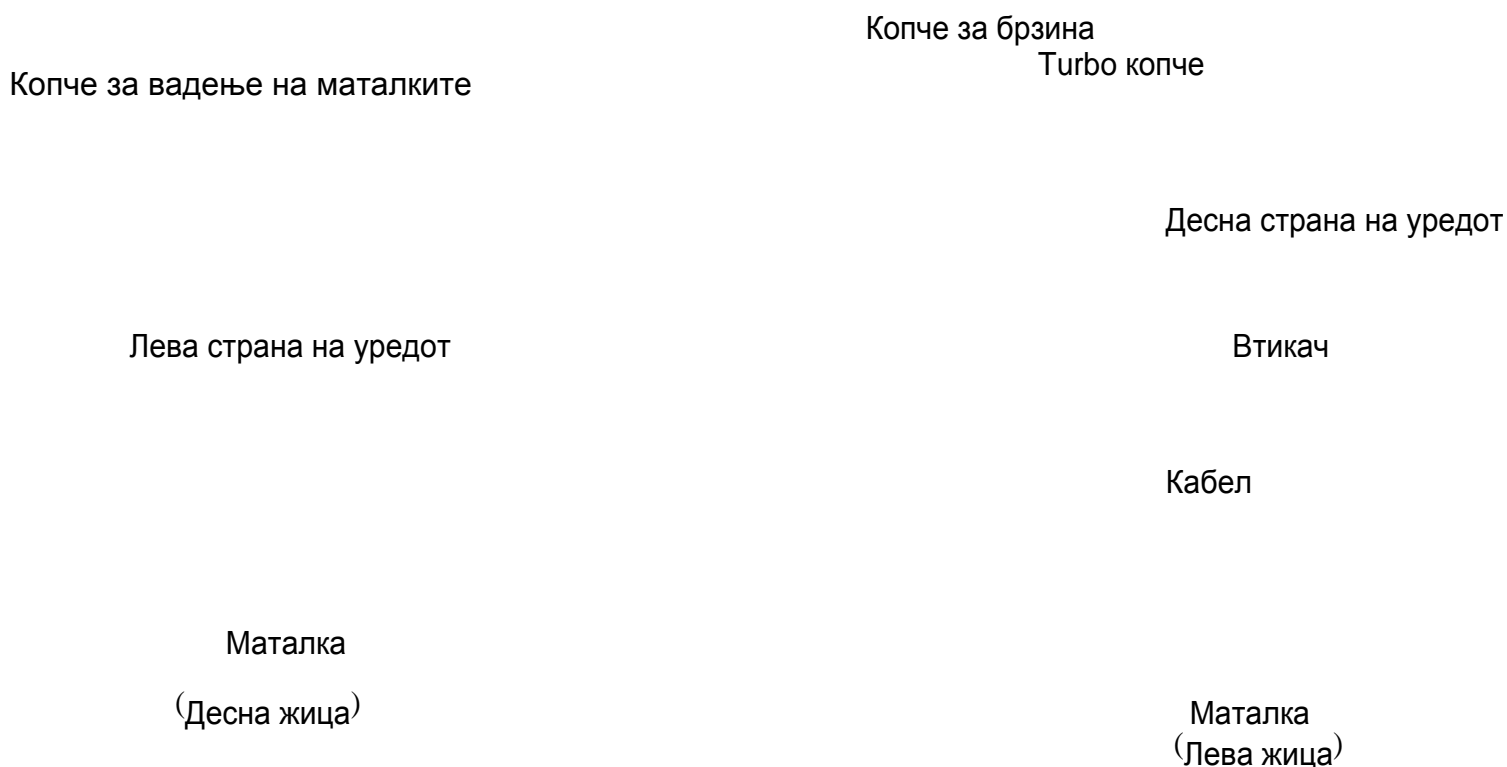 Копче за брзина
Turbo копче
Копче за вадење на маталките
Десна страна на уредот
Лева страна на уредот
Втикач
Кабел
Маталка
(Десна жица)
Маталка
(Лева жица)